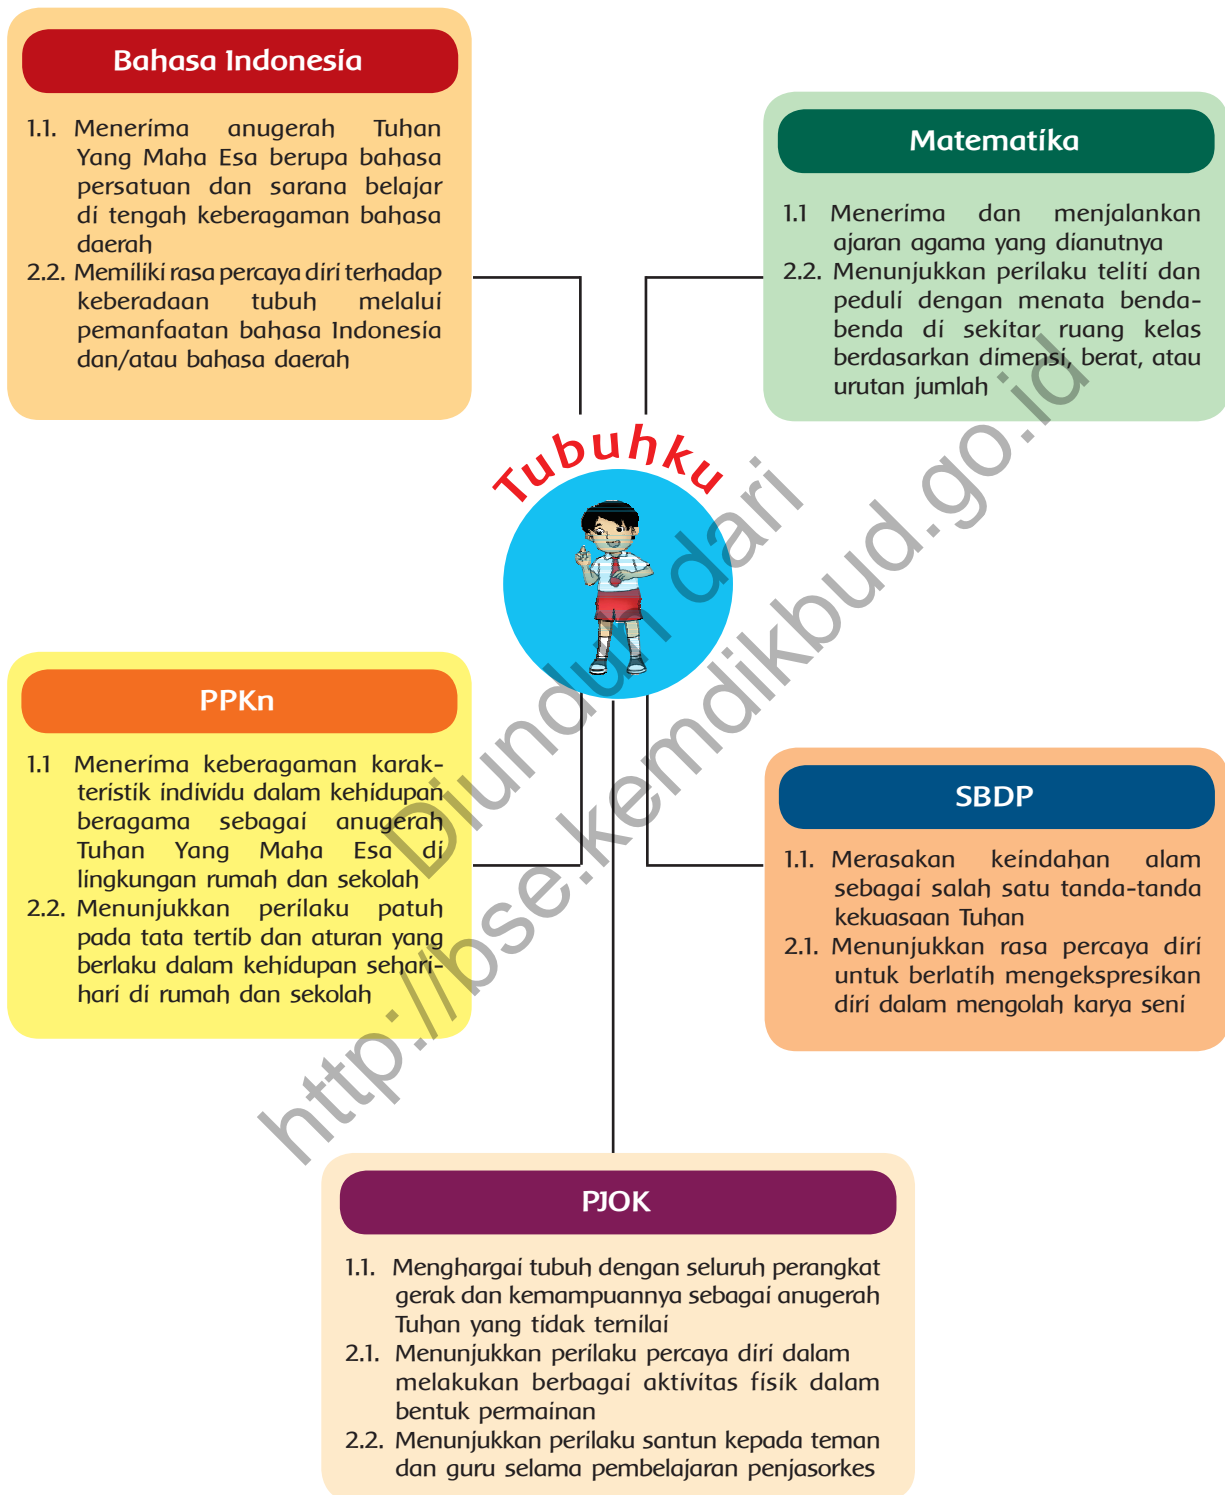 Bahasa Indonesia
1.1. Menerima anugerah Tuhan
Yang Maha Esa berupa bahasa
persatuan dan sarana belajar
di tengah keberagaman bahasa
daerah
2.2. Memiliki rasa percaya diri terhadap
keberadaan tubuh melalui
pemanfaatan bahasa Indonesia
dan/atau bahasa daerah
Matematika
1.1 Menerima dan menjalankan
ajaran agama yang dianutnya
2.2. Menunjukkan perilaku teliti dan
peduli dengan menata benda-
benda di sekitar ruang kelas
berdasarkan dimensi, berat, atau
urutan jumlah
Tubuhku
PPKn
1.1 Menerima keberagaman karak-
teristik individu dalam kehidupan
beragama sebagai anugerah
Tuhan Yang Maha Esa di
lingkungan rumah dan sekolah
2.2. Menunjukkan perilaku patuh
pada tata tertib dan aturan yang
berlaku dalam kehidupan sehari-
hari di rumah dan sekolah
SBDP
1.1. Merasakan keindahan alam
sebagai salah satu tanda-tanda
kekuasaan Tuhan
2.1. Menunjukkan rasa percaya diri
untuk berlatih mengekspresikan
diri dalam mengolah karya seni
PJOK
1.1. Menghargai tubuh dengan seluruh perangkat
gerak dan kemampuannya sebagai anugerah
Tuhan yang tidak ternilai
2.1. Menunjukkan perilaku percaya diri dalam
melakukan berbagai aktivitas fisik dalam
bentuk permainan
2.2. Menunjukkan perilaku santun kepada teman
dan guru selama pembelajaran penjasorkes
Diunduh dari
http://bse.kemdikbud.go.id